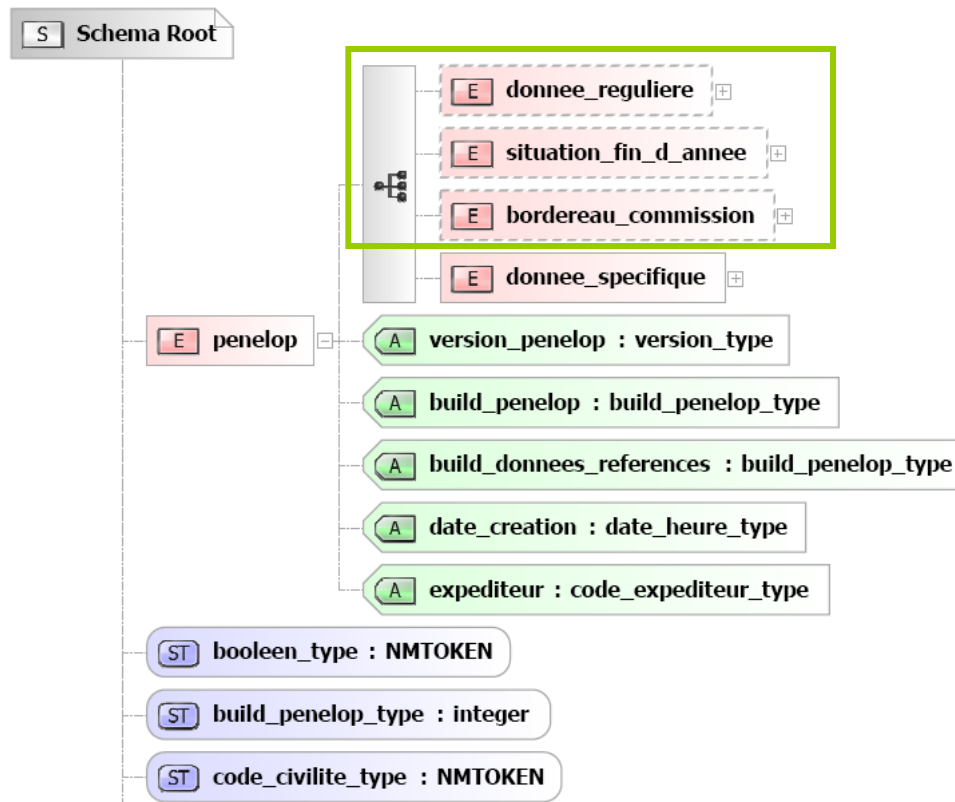 S Schema Root
E donnee_reguliere
E situation_fin_d_annee
E bordereau_commission
E donnee_specifique
E penelop
A version_penelop : version_type
A build_penelop : build_penelop_type
A build_donnees_references : build_penelop_type
A date_creation : date_heure_type
A expediteur : code_expediteur_type
ST booleen_type : NMTOKEN
ST build_penelop_type : integer
ST code_civilite_type : NMTOKEN